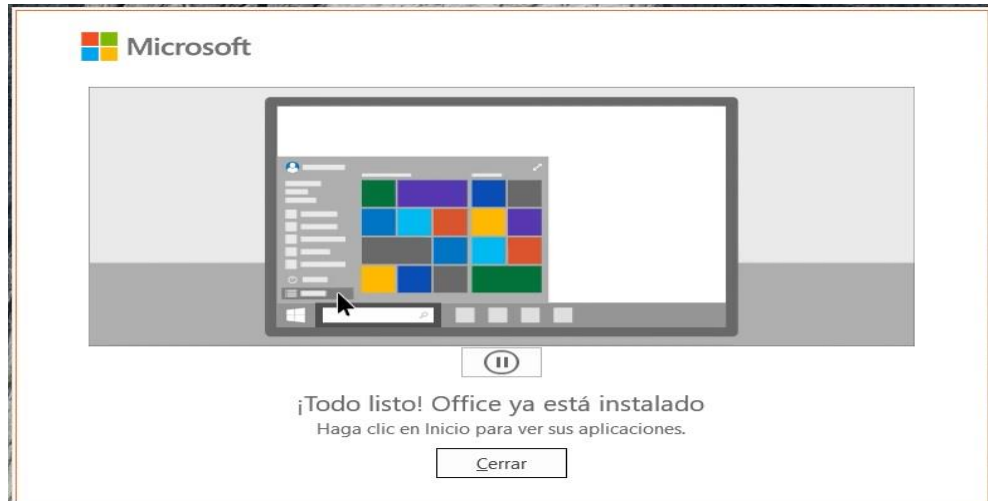 Microsoft
¡Todo listo! Office ya está instalado
Haga clic en Inicio para ver sus aplicaciones.
Cerrar